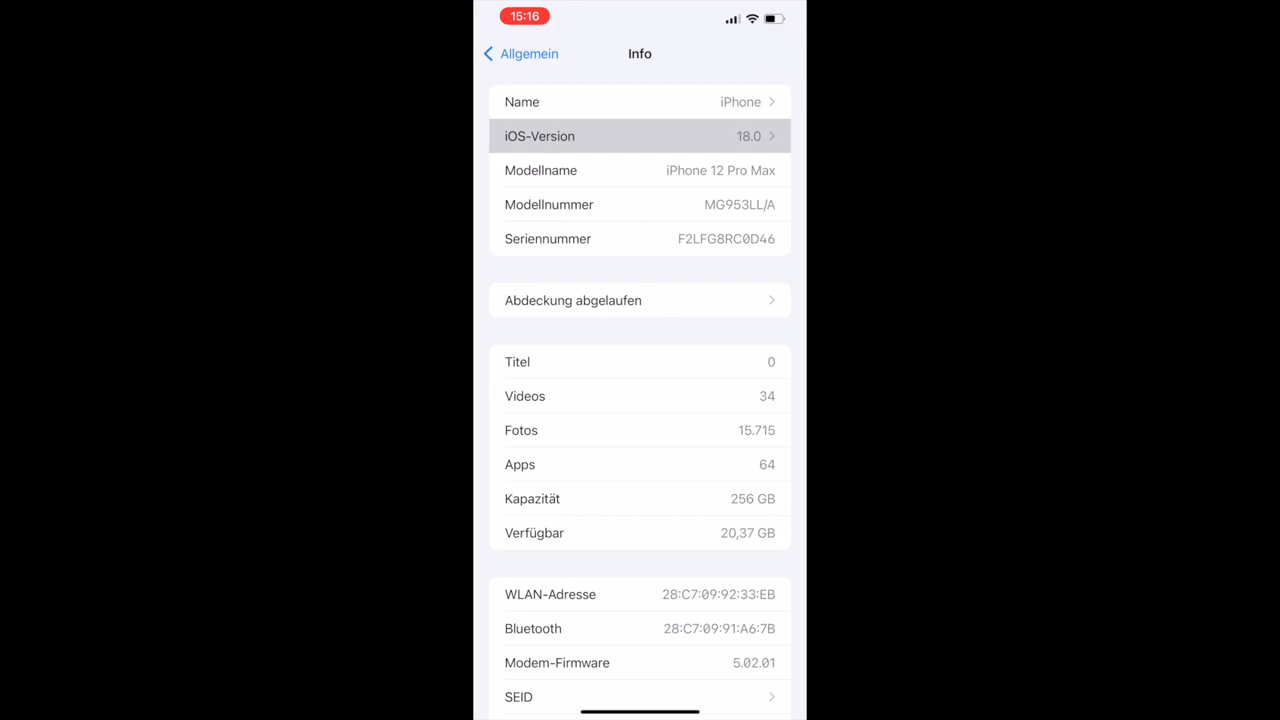 15:16
Allgemein
Info
Name iPhone
iOS-Version 18.0
Modellname iPhone 12 Pro Max
Modellnummer MG953LL/A
Seriennummer F2LFG8RC0D46
Abdeckung abgelaufen
Titel 0
Videos 34
Fotos 15.715
Apps 64
Kapazität 256 GB
Verfügbar 20,37 GB
WLAN-Adresse 28:C7:09:92:33:EB
Bluetooth 28:C7:09:91:A6:7B
Modem-Firmware 5.02.01
SEID